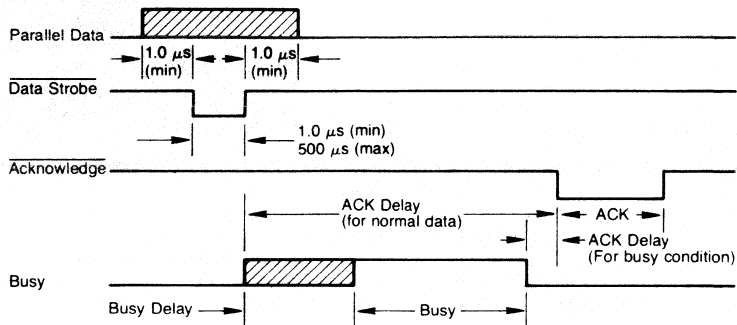 Parallel Data
1.0 μs (min)
1.0 μs (min)
Data Strobe
1.0 μs (min)
500 μs (max)
Acknowledge
ACK Delay
(for normal data)
ACK
ACK Delay
(For busy condition)
Busy
Busy Delay
Busy